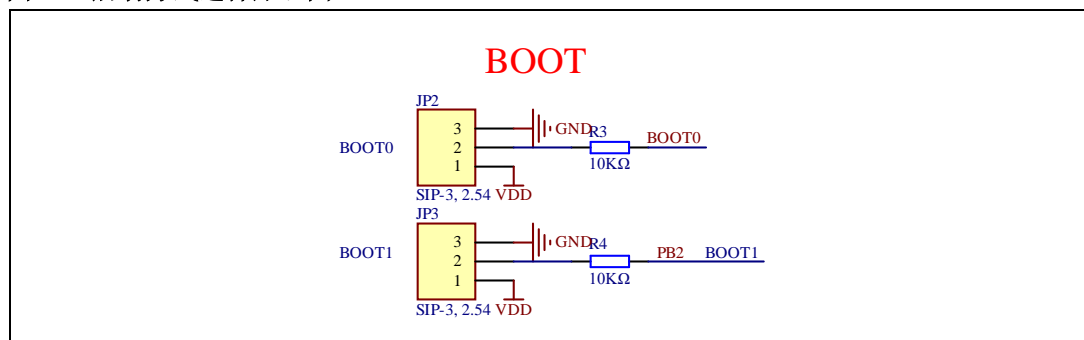 BOOT
JP2
3
GND
R3
BOOT0
BOOT0
2
1
10KΩ
SIP-3, 2.54
VDD
JP3
3
GND
R4
PB2
BOOT1
BOOT1
2
1
10KΩ
SIP-3, 2.54
VDD